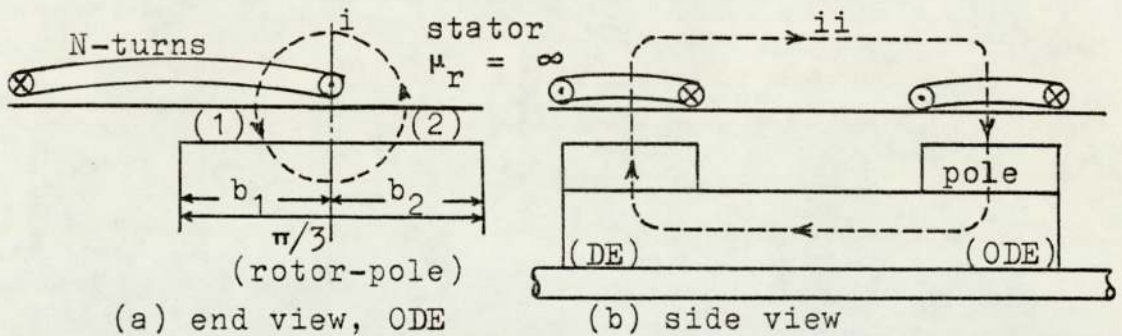 N-turns
i
stator
μr = ∞
(1)
(2)
b1
b2
π/3
(rotor-pole)
(a) end view, ODE
ii
pole
(DE)
(ODE)
(b) side view